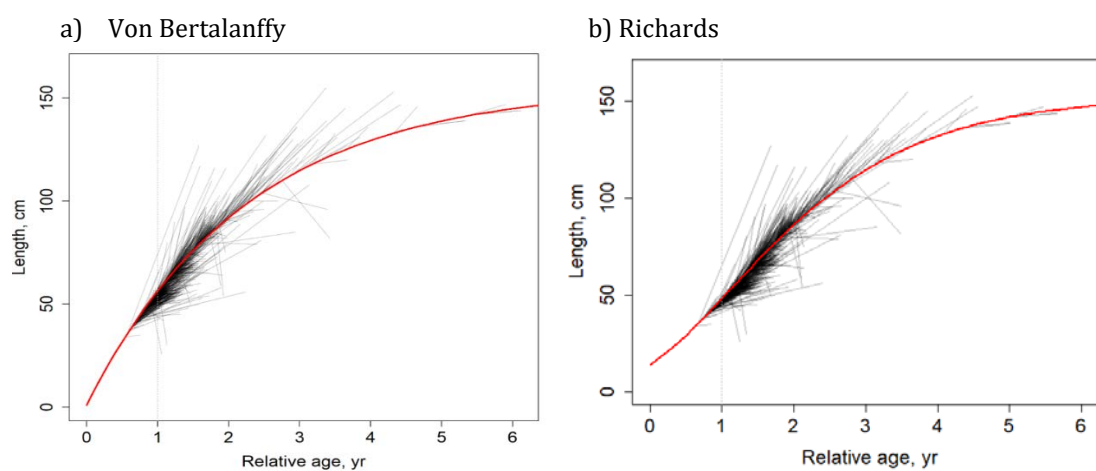 a) Von Bertalanffy
150
100
50
0
Length, cm
0 1 2 3 4 5 6
Relative age, yr
b) Richards
150
100
50
0
Length, cm
0 1 2 3 4 5 6
Relative age, yr